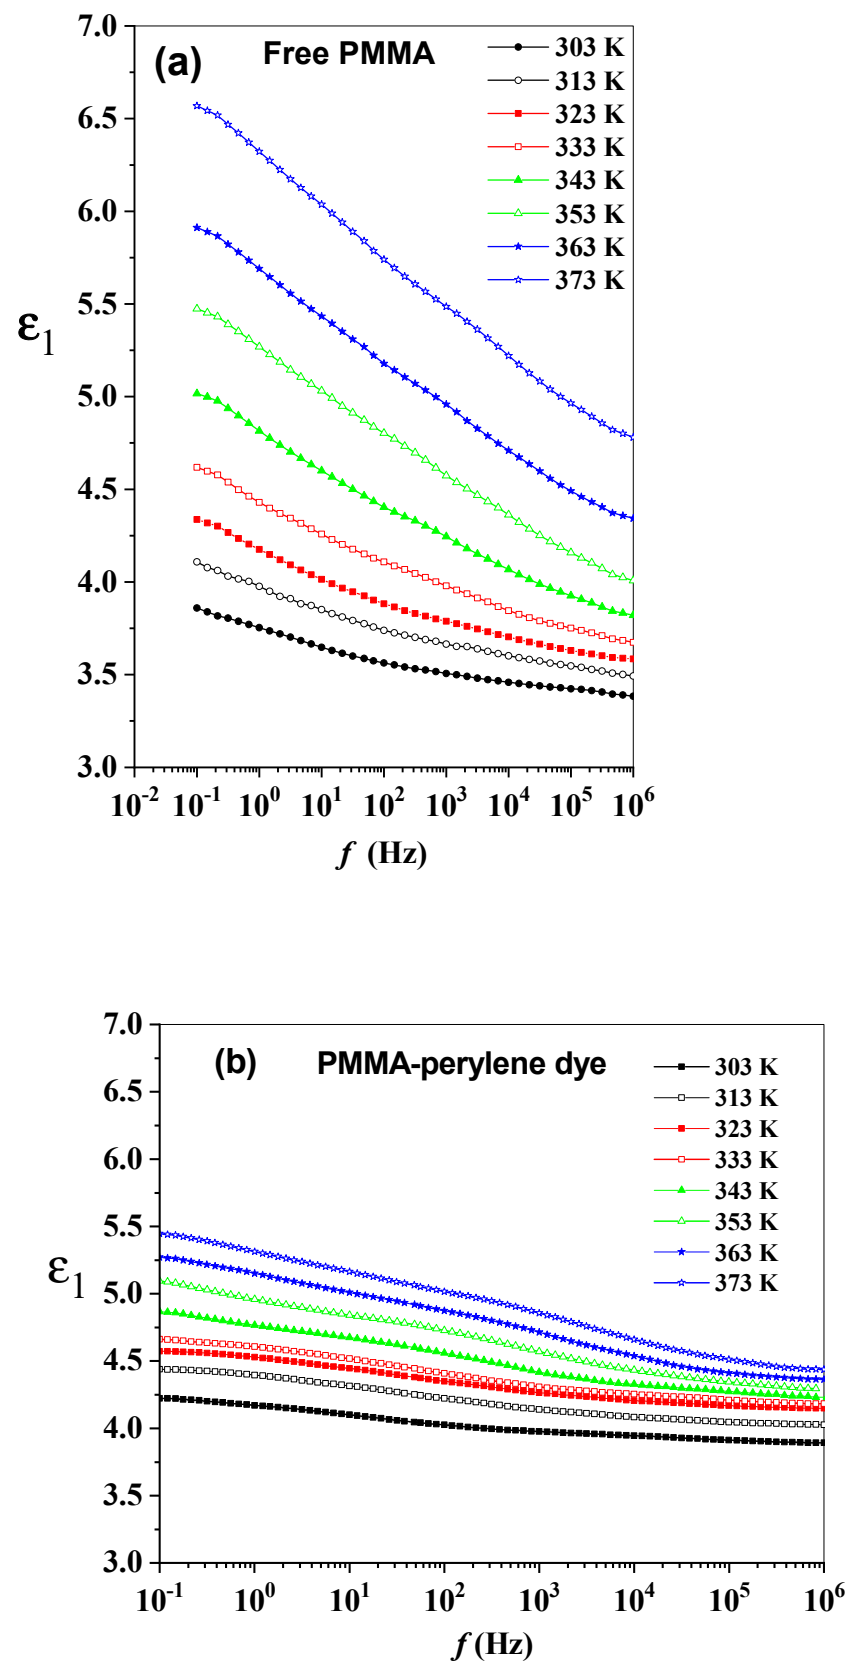 (a) Free PMMA
303 K
313 K
323 K
333 K
343 K
353 K
363 K
373 K
7.0
6.5
6.0
5.5
5.0
4.5
4.0
3.5
3.0
ε₁
10⁻² 10⁻¹ 10⁰ 10¹ 10² 10³ 10⁴ 10⁵ 10⁶
f (Hz)
(b) PMMA-perylene dye
303 K
313 K
323 K
333 K
343 K
353 K
363 K
373 K
7.0
6.5
6.0
5.5
5.0
4.5
4.0
3.5
3.0
ε₁
10⁻¹ 10⁰ 10¹ 10² 10³ 10⁴ 10⁵ 10⁶
f (Hz)